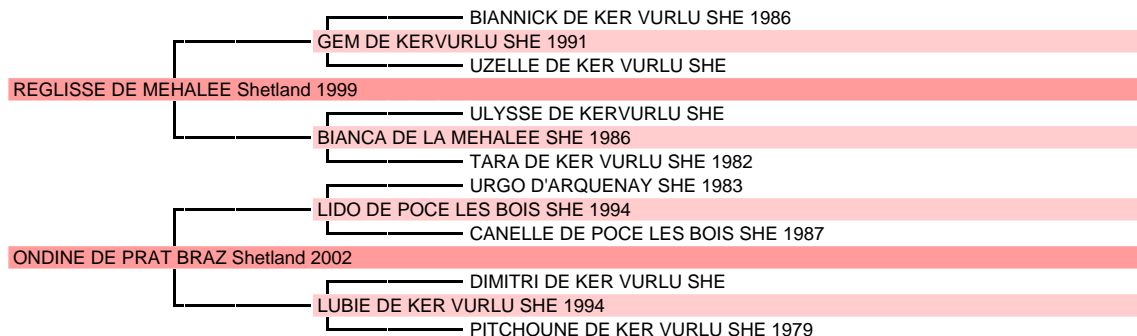 BIANNICK DE KER VURLU SHE 1986
GEM DE KERVURLU SHE 1991
UZELLE DE KER VURLU SHE
REGLISSE DE MEHALEE Shetland 1999
ULYSSE DE KERVURLU SHE
BIANCA DE LA MEHALEE SHE 1986
TARA DE KER VURLU SHE 1982
URGO D'ARQUENAY SHE 1983
LIDO DE POCE LES BOIS SHE 1994
CANELLE DE POCE LES BOIS SHE 1987
ONDINE DE PRAT BRAZ Shetland 2002
DIMITRI DE KER VURLU SHE
LUBIE DE KER VURLU SHE 1994
PITCHOUNE DE KER VURLU SHE 1979